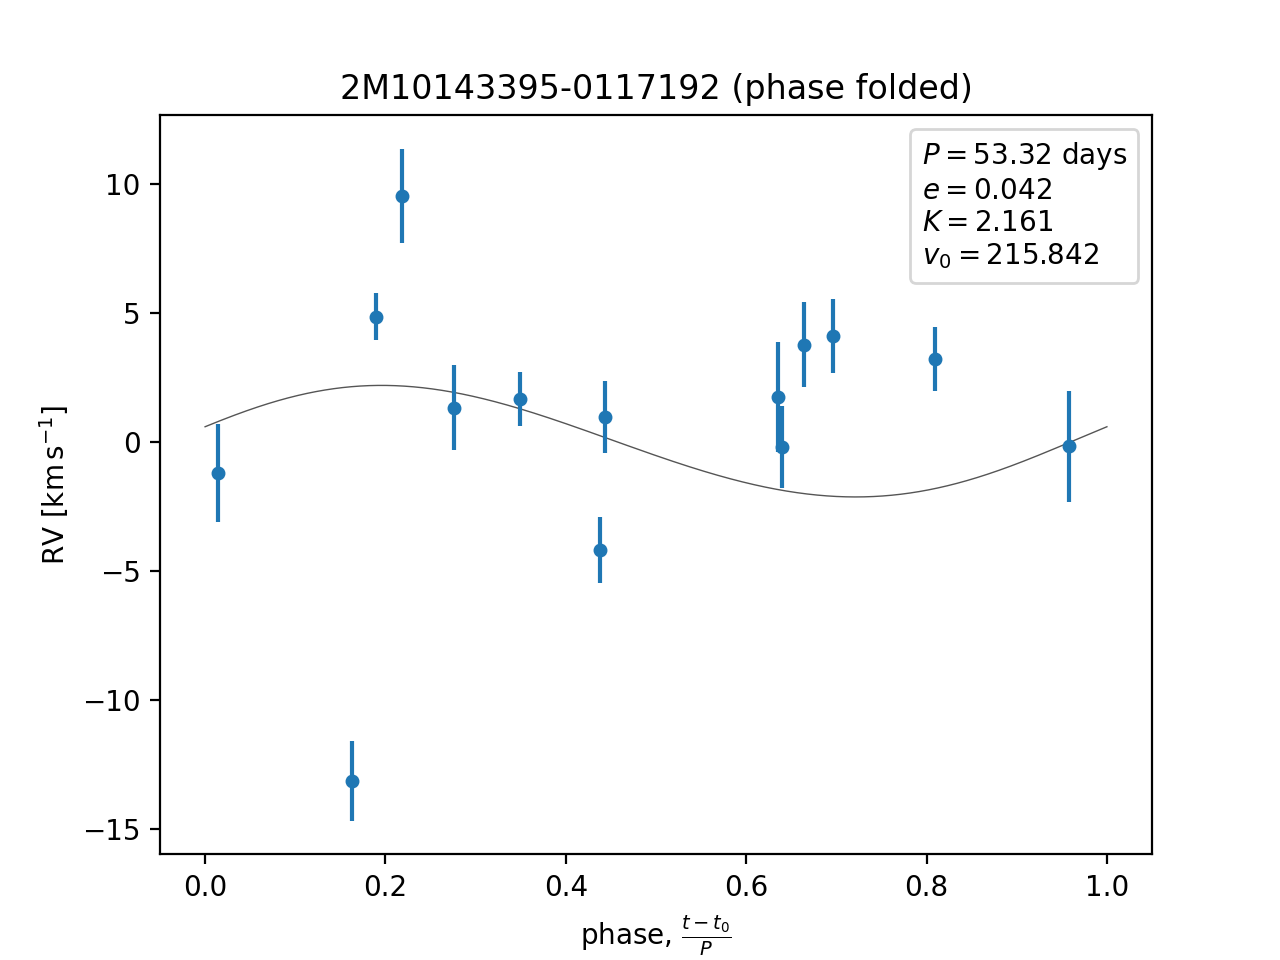 2M10143395-0117192 (phase folded)
P = 53.32 days
e = 0.042
K = 2.161
v₀ = 215.842
RV [km s⁻¹]
10
5
0
−5
−10
−15
0.0 0.2 0.4 0.6 0.8 1.0
phase, (t − t₀)/P